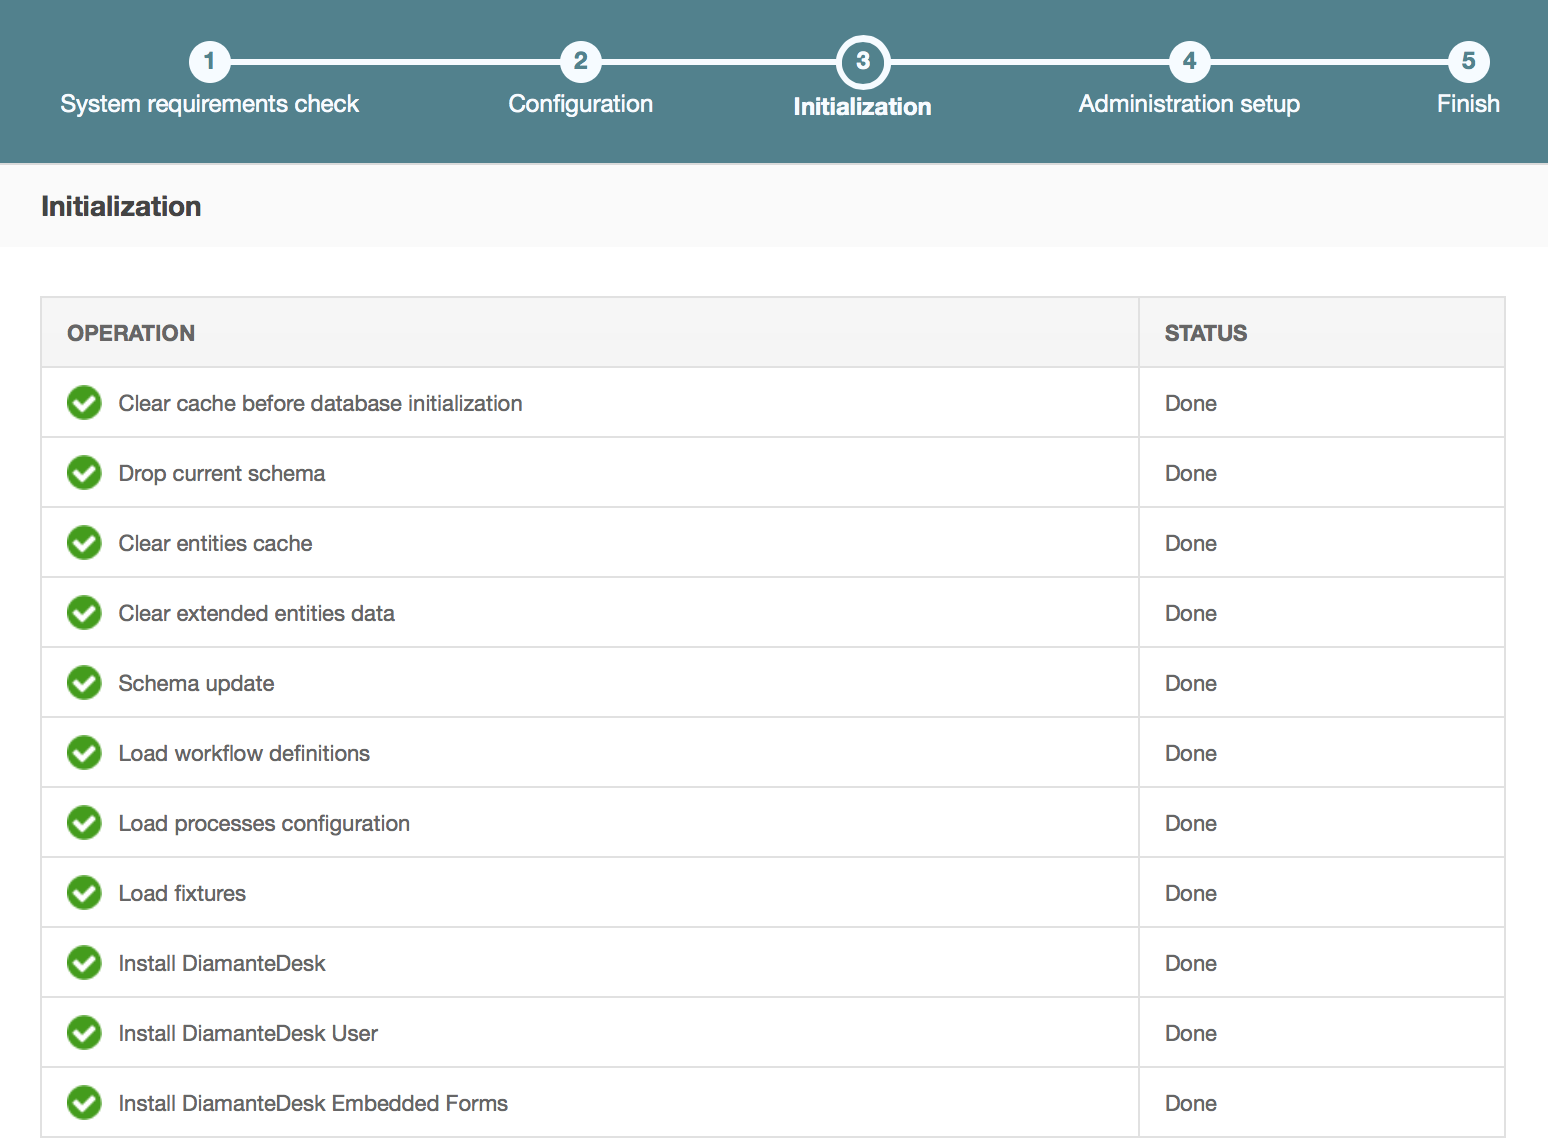 1 2 3 4 5
System requirements check Configuration Initialization Administration setup Finish
Initialization
OPERATION STATUS
Clear cache before database initialization Done
Drop current schema Done
Clear entities cache Done
Clear extended entities data Done
Schema update Done
Load workflow definitions Done
Load processes configuration Done
Load fixtures Done
Install DiamanteDesk Done
Install DiamanteDesk User Done
Install DiamanteDesk Embedded Forms Done